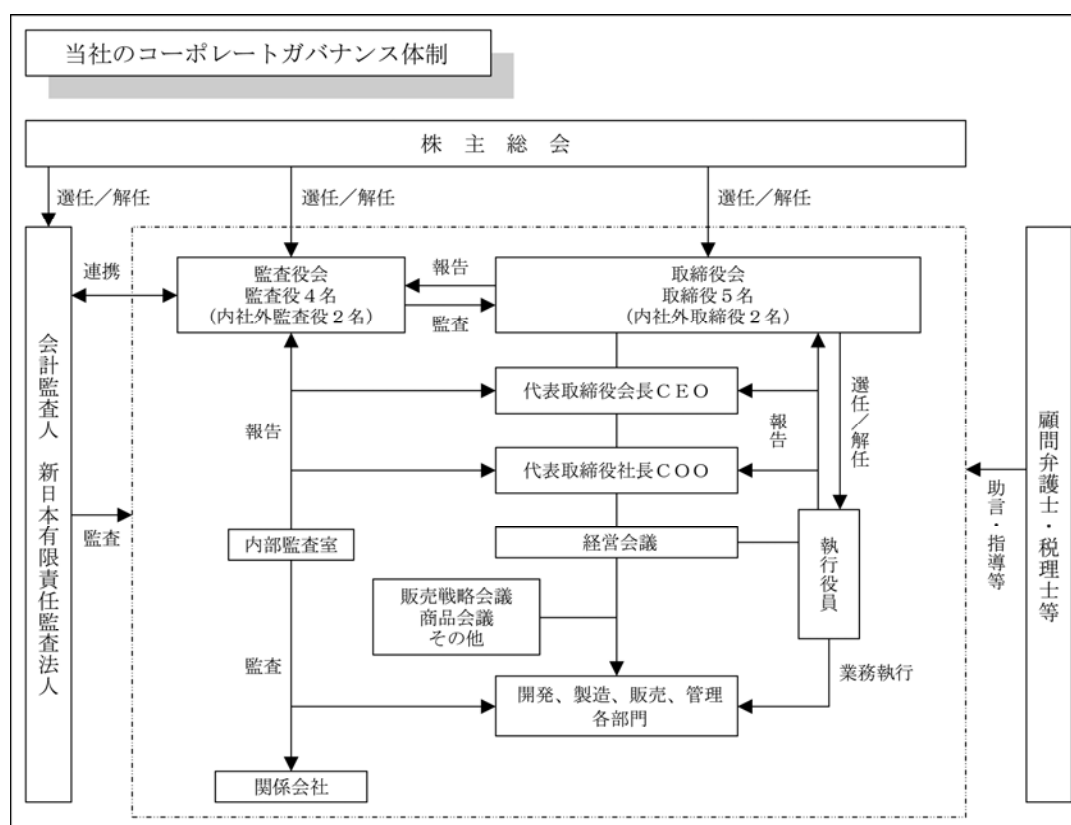 当社のコーポレートガバナンス体制
株 主 総 会
選任／解任
選任／解任
選任／解任
会計監査人 新日本有限責任監査法人
連携
監査役会
監査役４名
(内社外監査役２名)
報告
監査
取締役会
取締役５名
(内社外取締役２名)
代表取締役会長ＣＥＯ
選任／解任
報告
報告
代表取締役社長ＣＯＯ
顧問弁護士・税理士等
助言・指導等
監査
内部監査室
経営会議
執行役員
販売戦略会議
商品会議
その他
監査
業務執行
開発、製造、販売、管理
各部門
関係会社